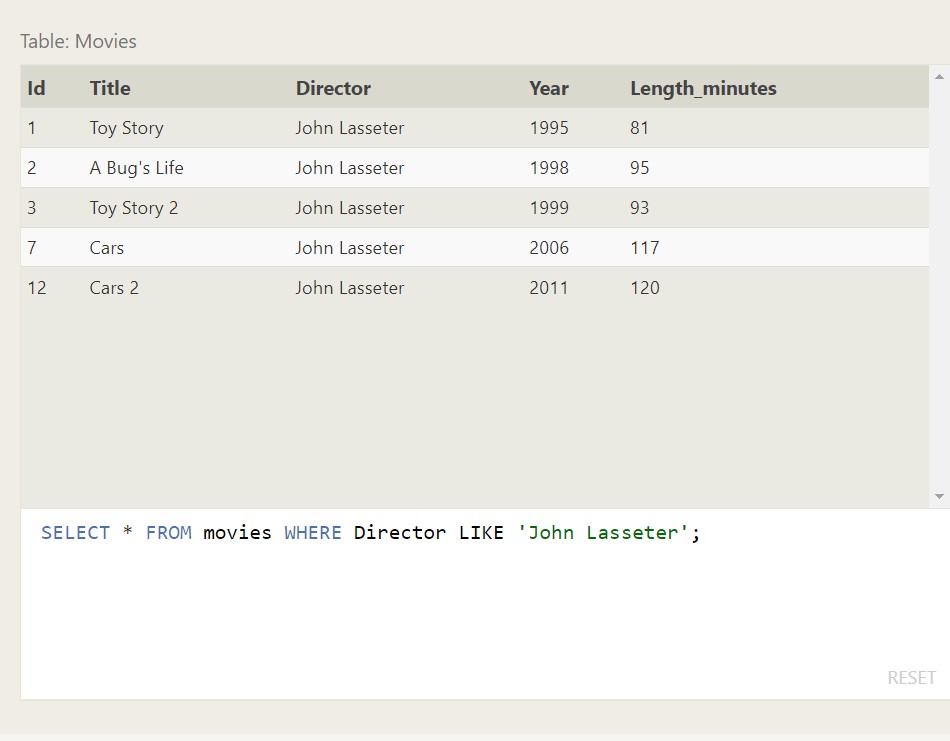 Table: Movies
Id Title Director Year Length_minutes
1 Toy Story John Lasseter 1995 81
2 A Bug's Life John Lasseter 1998 95
3 Toy Story 2 John Lasseter 1999 93
7 Cars John Lasseter 2006 117
12 Cars 2 John Lasseter 2011 120
SELECT * FROM movies WHERE Director LIKE 'John Lasseter';
RESET